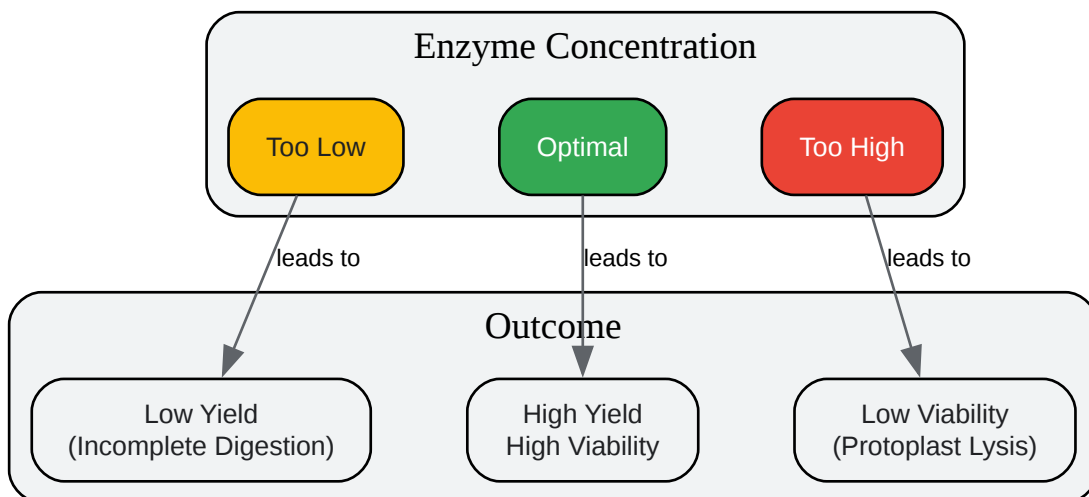 Enzyme Concentration
Too Low
Optimal
Too High
leads to
leads to
leads to
Outcome
Low Yield
(Incomplete Digestion)
High Yield
High Viability
Low Viability
(Protoplast Lysis)